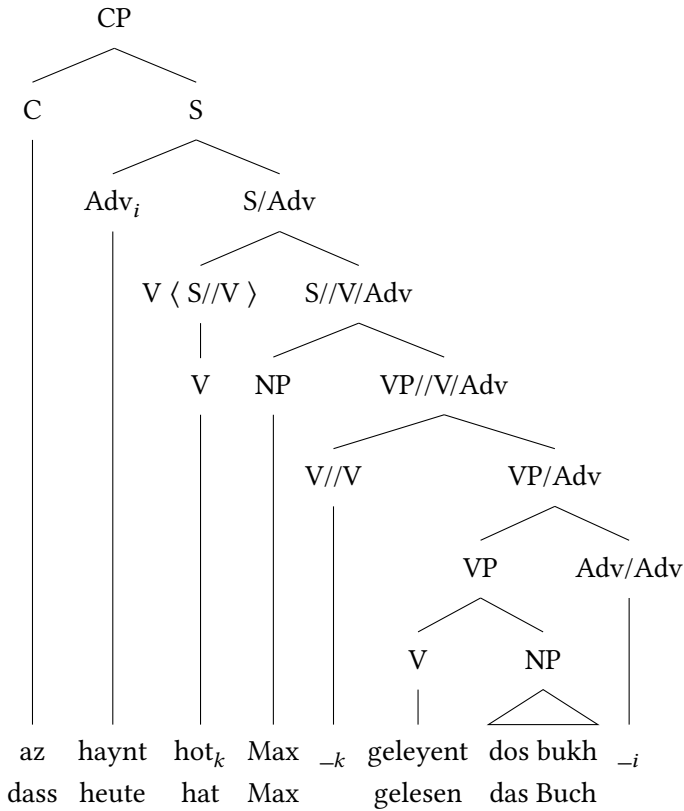 CP
C S
Adv_i S/Adv
V ⟨ S//V ⟩ S//V/Adv
V NP VP//V/Adv
V//V VP/Adv
VP Adv/Adv
V NP
az haynt hot_k Max _k geleyent dos bukh _i
dass heute hat Max gelesen das Buch